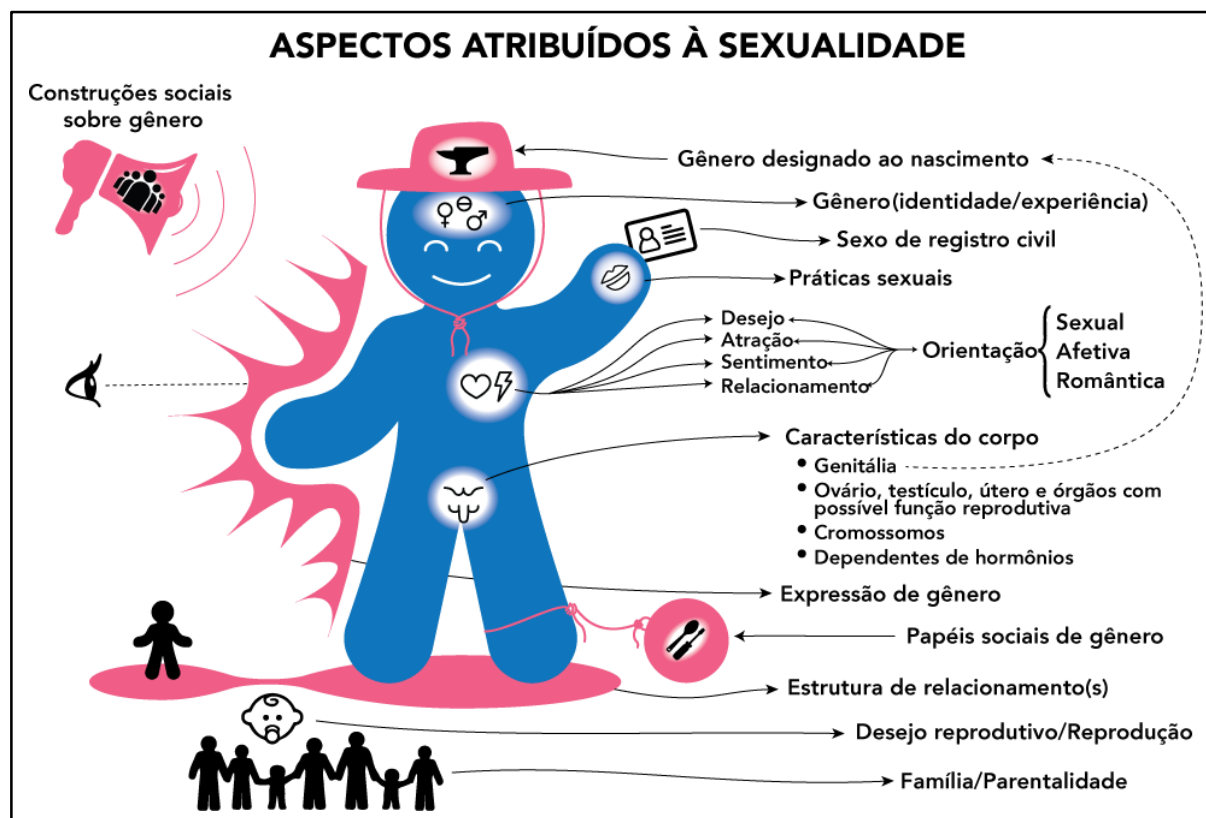 ASPECTOS ATRIBUÍDOS À SEXUALIDADE
Construções sociais
sobre gênero
Gênero designado ao nascimento
Gênero(identidade/experiência)
Sexo de registro civil
Práticas sexuais
Desejo
Atração
Sentimento
Relacionamento
Orientação
Sexual
Afetiva
Romântica
Características do corpo
• Genitália
• Ovário, testículo, útero e órgãos com
possível função reprodutiva
• Cromossomos
• Dependentes de hormônios
Expressão de gênero
Papéis sociais de gênero
Estrutura de relacionamento(s)
Desejo reprodutivo/Reprodução
Família/Parentalidade